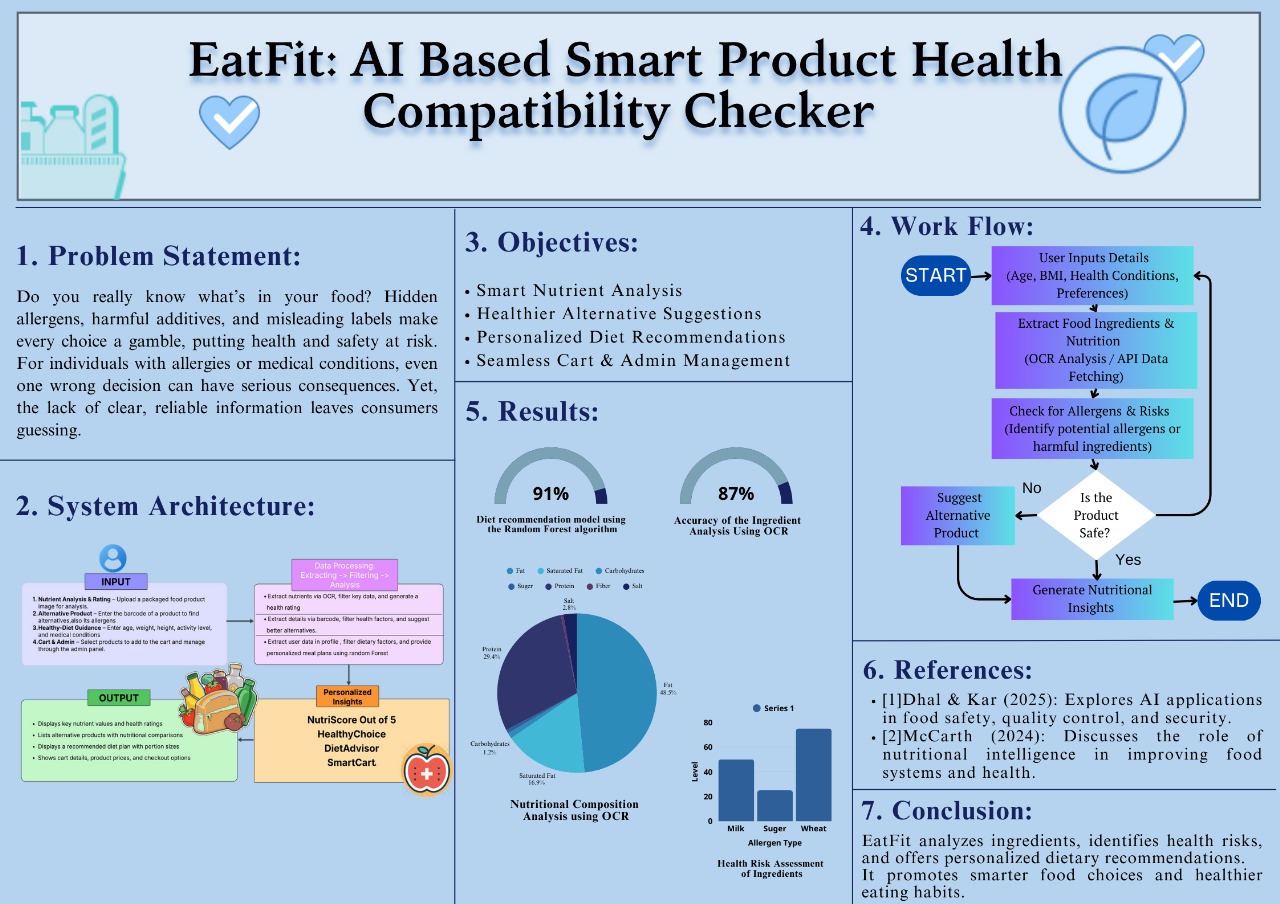 EatFit: AI Based Smart Product Health
Compatibility Checker
1. Problem Statement:
Do you really know what's in your food? Hidden
allergens, harmful additives, and misleading labels make
every choice a gamble, putting health and safety at risk.
For individuals with allergies or medical conditions, even
one wrong decision can have serious consequences. Yet,
the lack of clear, reliable information leaves consumers
guessing.
2. System Architecture:
INPUT
1. Nutrient Analysis & Rating – Upload a packaged food product
image for analysis.
2.Alternative Product – Enter the barcode of a product to find
alternatives,also its allergens
3.Healthy-Diet Guidance – Enter age, weight, height, activity level,
and medical conditions
4.Cart & Admin – Select products to add to the cart and manage
through the admin panel.
Data Processing:
Extracting -> Filtering ->
Analysis
• Extract nutrients via OCR, filter key data, and generate a
health rating
• Extract details via barcode, filter health factors, and suggest
better alternatives.
• Extract user data in profile , filter dietary factors, and provide
personalized meal plans using random Forest
OUTPUT
• Displays key nutrient values and health ratings
• Lists alternative products with nutritional comparisons
• Displays a recommended diet plan with portion sizes
• Shows cart details, product prices, and checkout options
Personalized
Insights
NutriScore Out of 5
HealthyChoice
DietAdvisor
SmartCart
3. Objectives:
• Smart Nutrient Analysis
• Healthier Alternative Suggestions
• Personalized Diet Recommendations
• Seamless Cart & Admin Management
5. Results:
91%
Diet recommendation model using
the Random Forest algorithm
87%
Accuracy of the Ingredient
Analysis Using OCR
Fat Saturated Fat Carbohydrates
Suger Protein Fiber Salt
Salt
2.8%
Protein
29.4%
Fat
48.5%
Carbohydrates
1.2%
Saturated Fat
16.9%
Nutritional Composition
Analysis using OCR
Series 1
80
60
40
20
0
Level
Milk Suger Wheat
Allergen Type
Health Risk Assessment
of Ingredients
4. Work Flow:
START
User Inputs Details
(Age, BMI, Health Conditions,
Preferences)
Extract Food Ingredients &
Nutrition
(OCR Analysis / API Data
Fetching)
Check for Allergens & Risks
(Identify potential allergens or
harmful ingredients)
No
Is the
Product
Safe?
Suggest
Alternative
Product
Yes
Generate Nutritional
Insights
END
6. References:
• [1]Dhal & Kar (2025): Explores AI applications
in food safety, quality control, and security.
• [2]McCarth (2024): Discusses the role of
nutritional intelligence in improving food
systems and health.
7. Conclusion:
EatFit analyzes ingredients, identifies health risks,
and offers personalized dietary recommendations.
It promotes smarter food choices and healthier
eating habits.